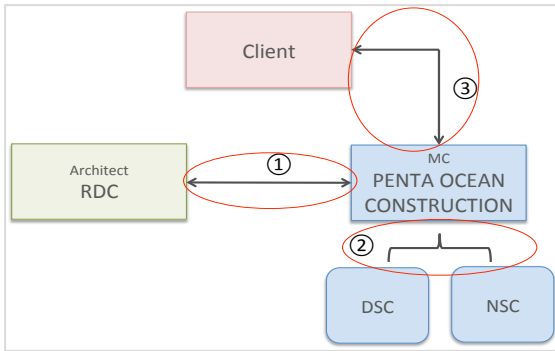 Client
③
Architect
RDC
①
MC
PENTA OCEAN
CONSTRUCTION
②
DSC
NSC